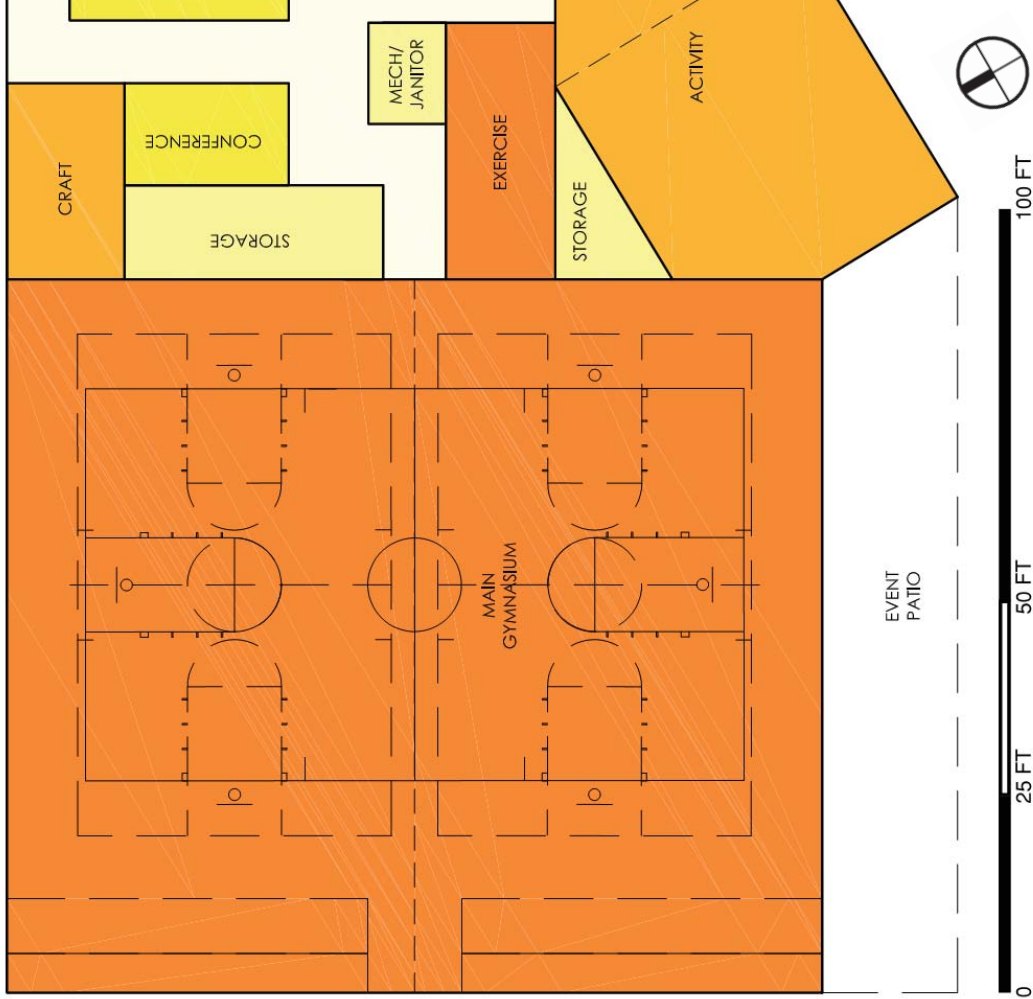 MECH/
JANITOR
ACTIVITY
CRAFT
CONFERENCE
EXERCISE
STORAGE
STORAGE
MAIN
GYMNASIUM
EVENT
PATIO
0
25 FT
50 FT
100 FT